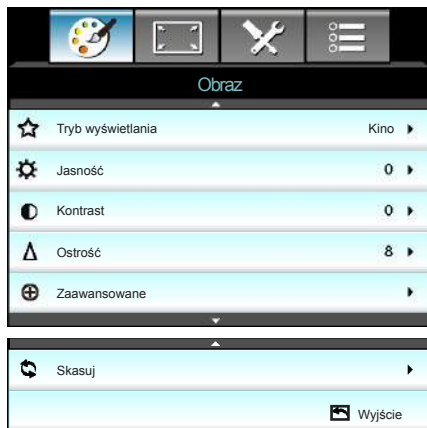 Obraz
Tryb wyświetlania Kino
Jasność 0
Kontrast 0
Ostrość 8
Zaawansowane
Skasuj
Wyjście